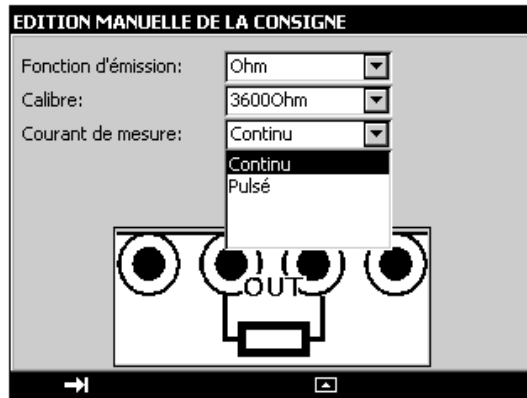 EDITION MANUELLE DE LA CONSIGNE
Fonction d'émission: Ohm
Calibre: 3600Ohm
Courant de mesure: Continu
Continu
Pulsé
OUT